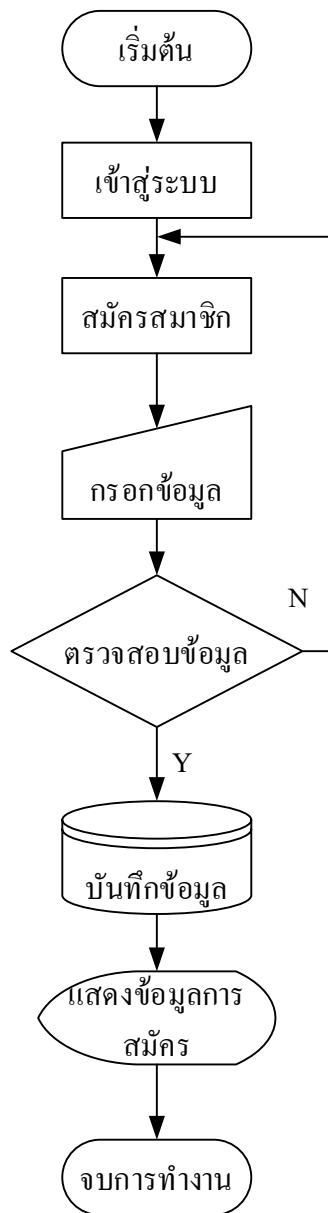 เริ่มต้น
เข้าสู่ระบบ
สมัครสมาชิก
กรอกข้อมูล
ตรวจสอบข้อมูล
N
Y
บันทึกข้อมูล
แสดงข้อมูลการ
สมัคร
จบการทำงาน